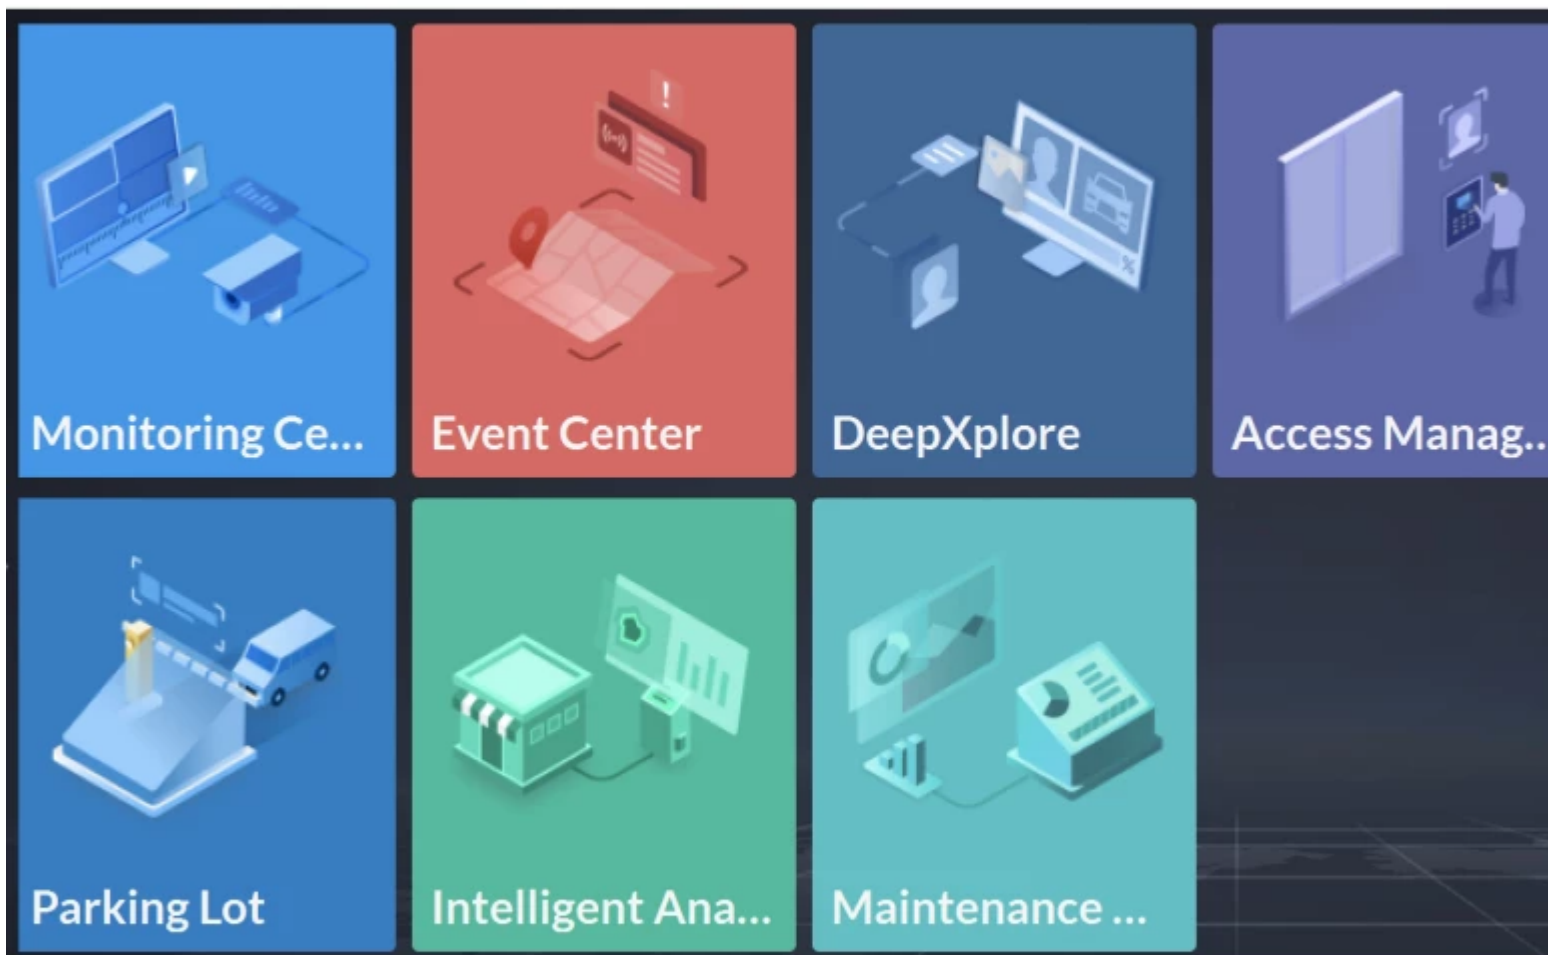 Monitoring Ce...
Event Center
DeepXplore
Access Manag...
Parking Lot
Intelligent Ana...
Maintenance ...